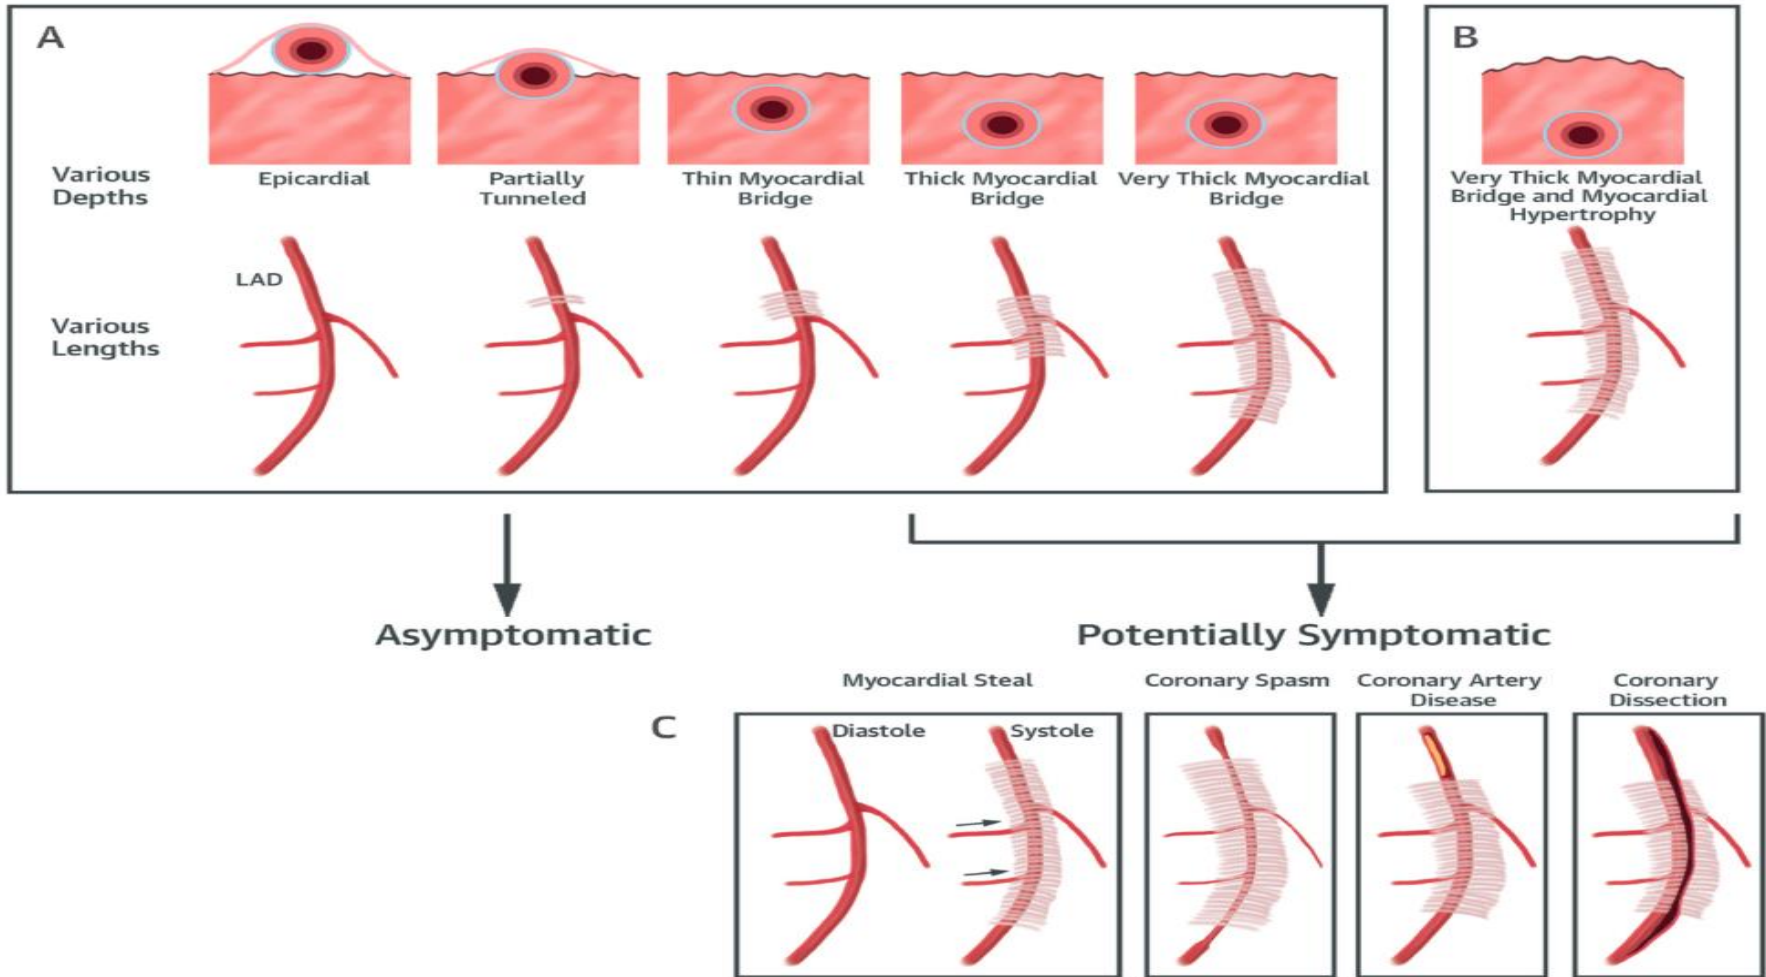 A
B
Various
Depths
Epicardial
Partially
Tunneled
Thin Myocardial
Bridge
Thick Myocardial
Bridge
Very Thick Myocardial
Bridge
Very Thick Myocardial
Bridge and Myocardial
Hypertrophy
LAD
Various
Lengths
Asymptomatic
Potentially Symptomatic
C
Myocardial Steal
Diastole
Systole
Coronary Spasm
Coronary Artery
Disease
Coronary
Dissection